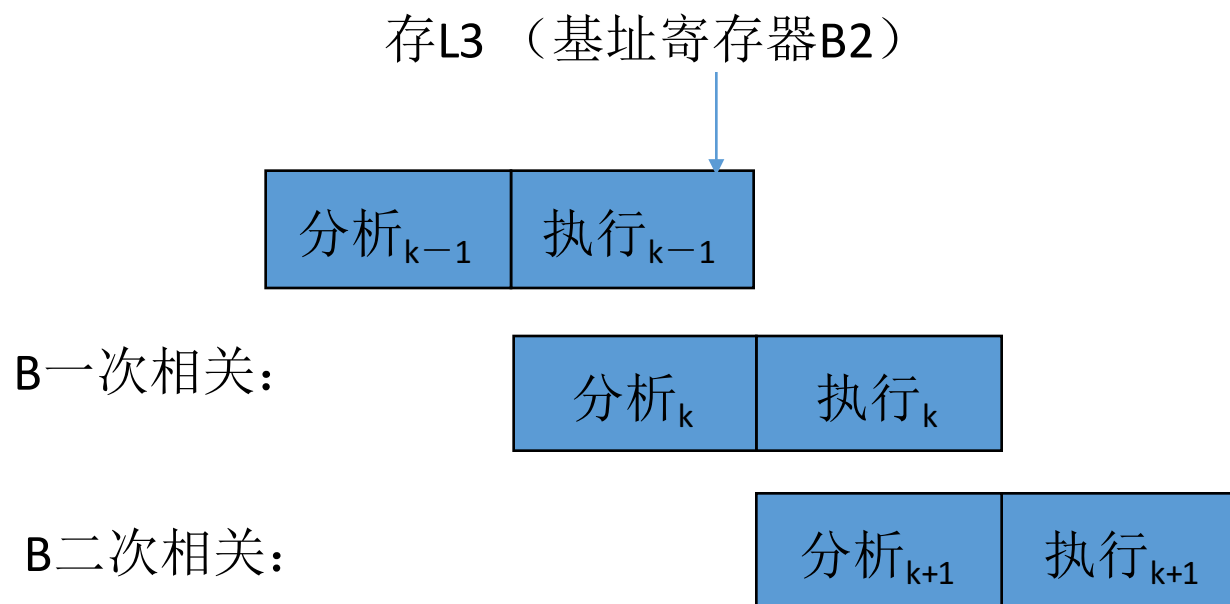 存L3 （基址寄存器B2）
分析k－1 执行k－1
B一次相关：
分析k 执行k
B二次相关：
分析k+1 执行k+1